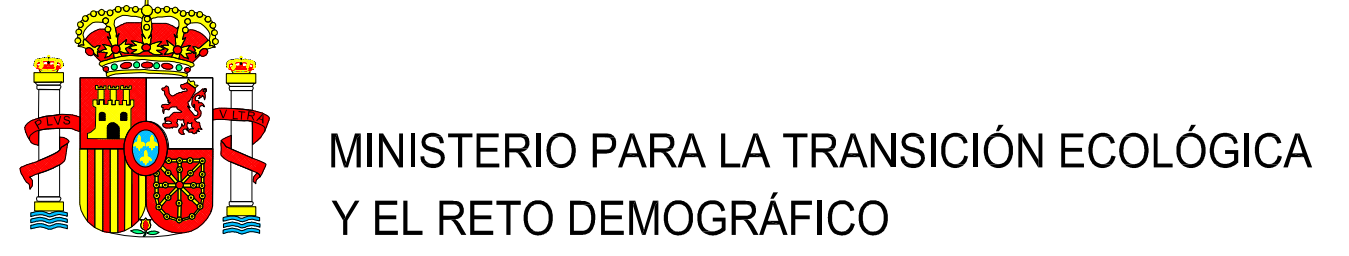 PLVS VLTRA
MINISTERIO PARA LA TRANSICIÓN ECOLÓGICA
Y EL RETO DEMOGRÁFICO